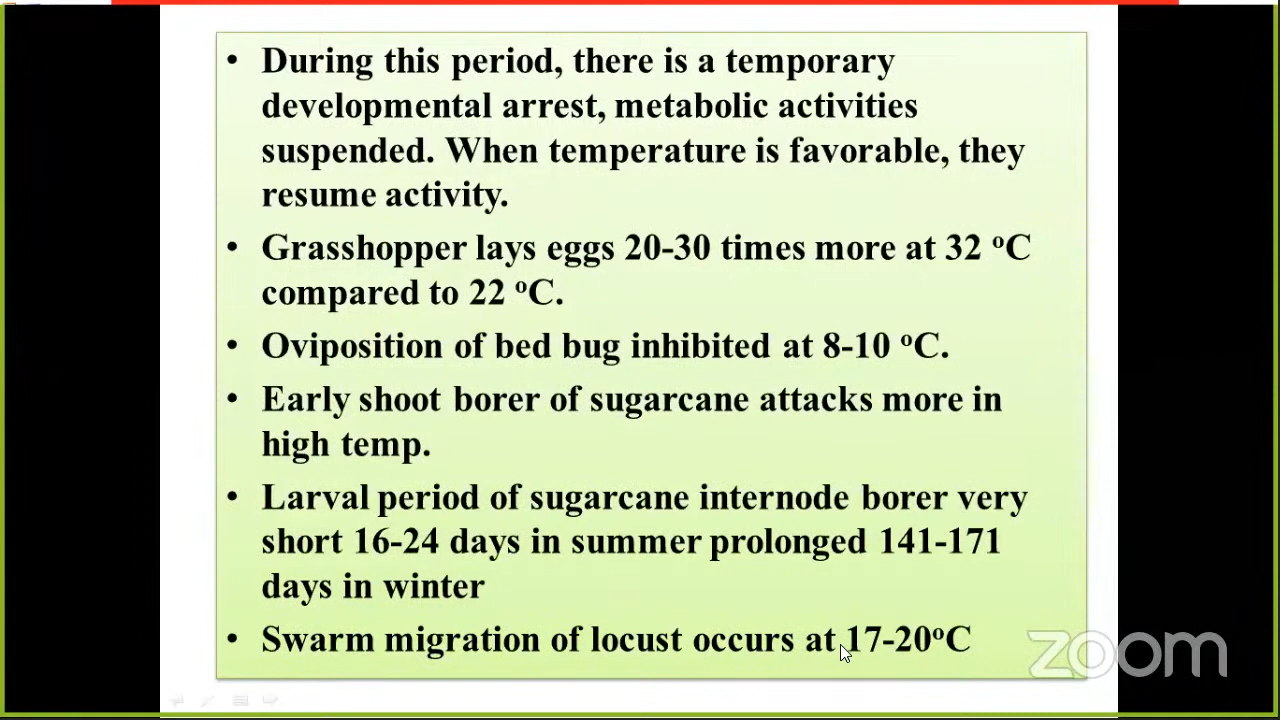 • During this period, there is a temporary
developmental arrest, metabolic activities
suspended. When temperature is favorable, they
resume activity.
• Grasshopper lays eggs 20-30 times more at 32 ᵒC
compared to 22 ᵒC.
• Oviposition of bed bug inhibited at 8-10 ᵒC.
• Early shoot borer of sugarcane attacks more in
high temp.
• Larval period of sugarcane internode borer very
short 16-24 days in summer prolonged 141-171
days in winter
• Swarm migration of locust occurs at 17-20ᵒC
zoom